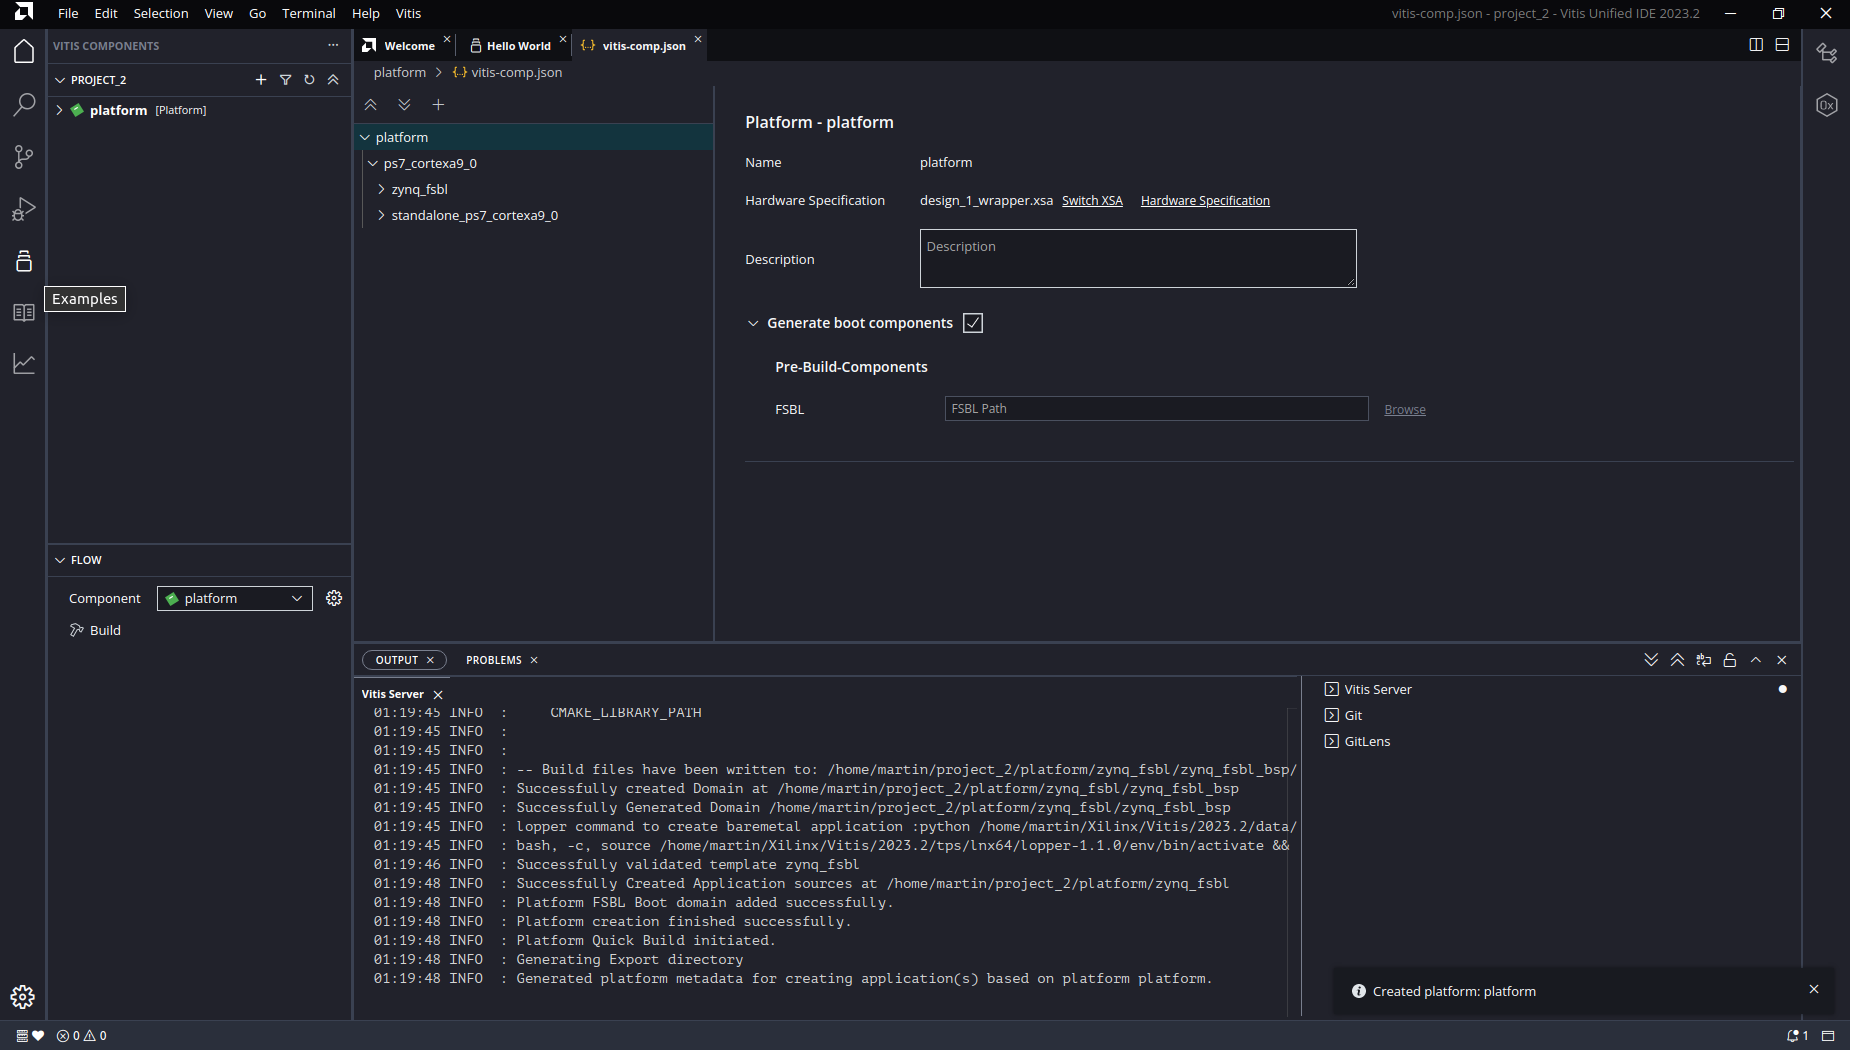 File Edit Selection View Go Terminal Help Vitis
vitis-comp.json - project_2 - Vitis Unified IDE 2023.2
VITIS COMPONENTS
PROJECT_2
platform [Platform]
Examples
FLOW
Component platform
Build
Welcome Hello World {..} vitis-comp.json
platform > {..} vitis-comp.json
platform
ps7_cortexa9_0
zynq_fsbl
standalone_ps7_cortexa9_0
Platform - platform
Name platform
Hardware Specification design_1_wrapper.xsa Switch XSA Hardware Specification
Description Description
Generate boot components
Pre-Build-Components
FSBL FSBL Path Browse
OUTPUT PROBLEMS
Vitis Server
01:19:45 INFO : CMAKE_LIBRARY_PATH
01:19:45 INFO :
01:19:45 INFO :
01:19:45 INFO : -- Build files have been written to: /home/martin/project_2/platform/zynq_fsbl/zynq_fsbl_bsp/
01:19:45 INFO : Successfully created Domain at /home/martin/project_2/platform/zynq_fsbl/zynq_fsbl_bsp
01:19:45 INFO : Successfully Generated Domain /home/martin/project_2/platform/zynq_fsbl/zynq_fsbl_bsp
01:19:45 INFO : lopper command to create baremetal application :python /home/martin/Xilinx/Vitis/2023.2/data/
01:19:45 INFO : bash, -c, source /home/martin/Xilinx/Vitis/2023.2/tps/lnx64/lopper-1.1.0/env/bin/activate &&
01:19:46 INFO : Successfully validated template zynq_fsbl
01:19:48 INFO : Successfully Created Application sources at /home/martin/project_2/platform/zynq_fsbl
01:19:48 INFO : Platform FSBL Boot domain added successfully.
01:19:48 INFO : Platform creation finished successfully.
01:19:48 INFO : Platform Quick Build initiated.
01:19:48 INFO : Generating Export directory
01:19:48 INFO : Generated platform metadata for creating application(s) based on platform platform.
Vitis Server
Git
GitLens
Created platform: platform
0 0
1
0x